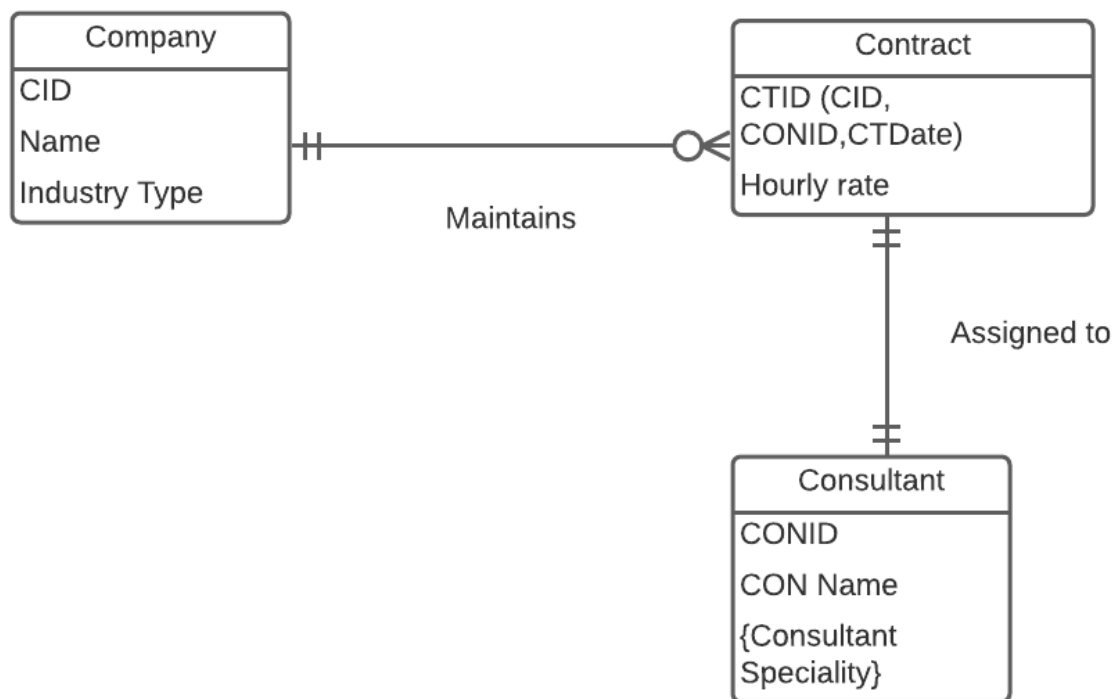 Company
CID
Name
Industry Type
Maintains
Contract
CTID (CID,
CONID,CTDate)
Hourly rate
Assigned to
Consultant
CONID
CON Name
{Consultant
Speciality}